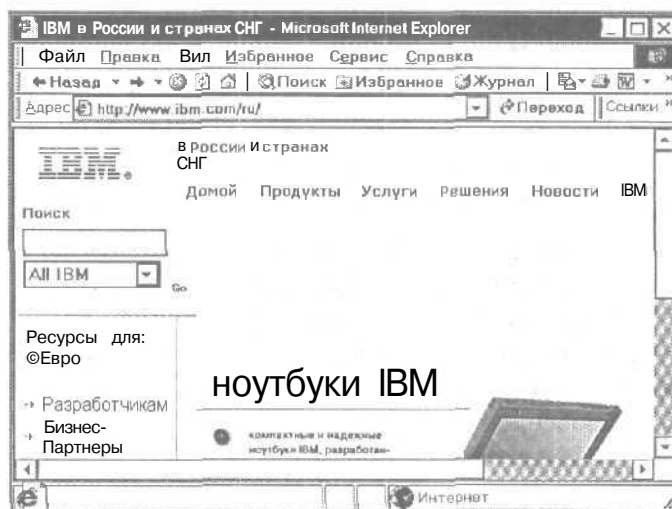 IBM в России и странах СНГ - Microsoft Internet Explorer
Файл Правка Вил Избранное Сервис Справка
Назад Поиск Избранное Журнал
Адрес http://www.ibm.com/ru/ Переход Ссылки
IBM
в России и странах
СНГ
Домой Продукты Услуги Решения Новости IBM
Поиск
All IBM
Go
Ресурсы для:
©Евро
ноутбуки IBM
Разработчикам
Бизнес-
Партнеры
компактные и надежные
ноутбуки IBM, разработан-
Интернет